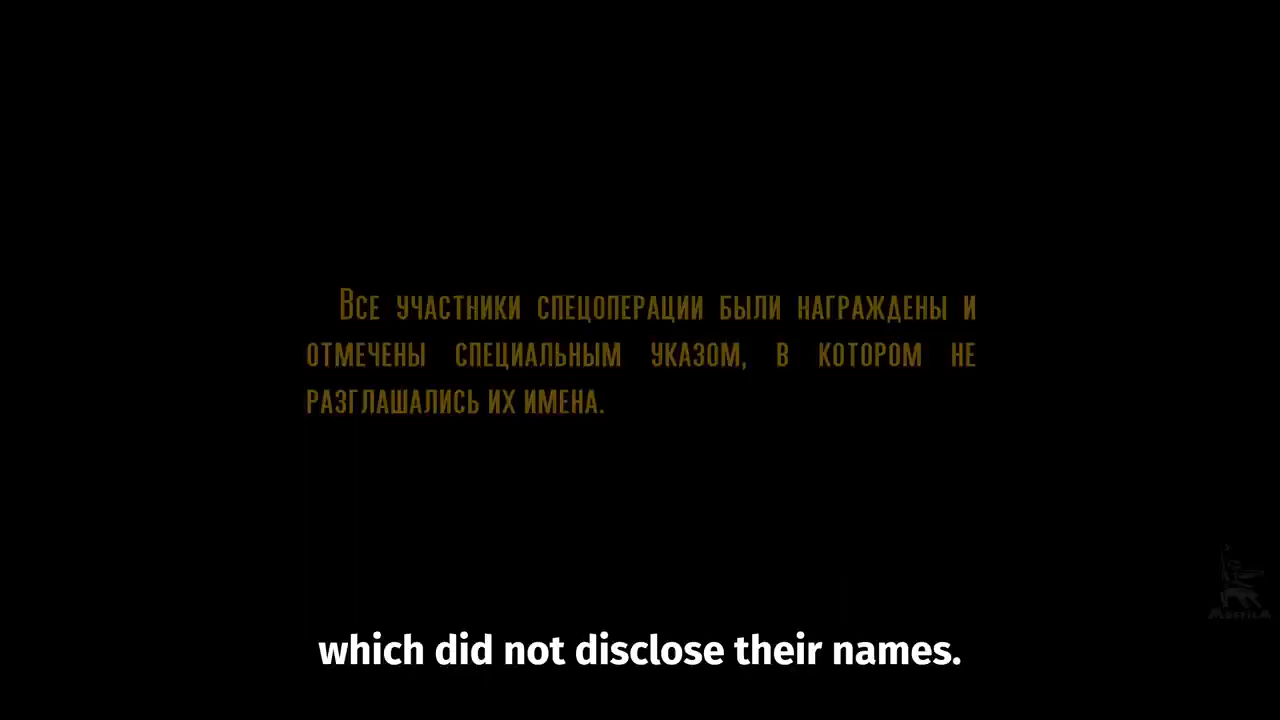 Все участники спецоперации были награждены и
отмечены специальным указом, в котором не
разглашались их имена.
which did not disclose their names.